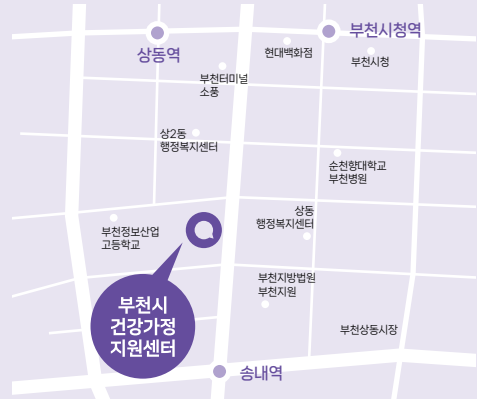 부천시청역
상동역
현대백화점
부천시청
부천터미널
소풍
상2동
행정복지센터
순천향대학교
부천병원
상동
행정복지센터
부천정보산업
고등학교
부천지방법원
부천지원
부천시
건강가정
지원센터
부천상동시장
송내역